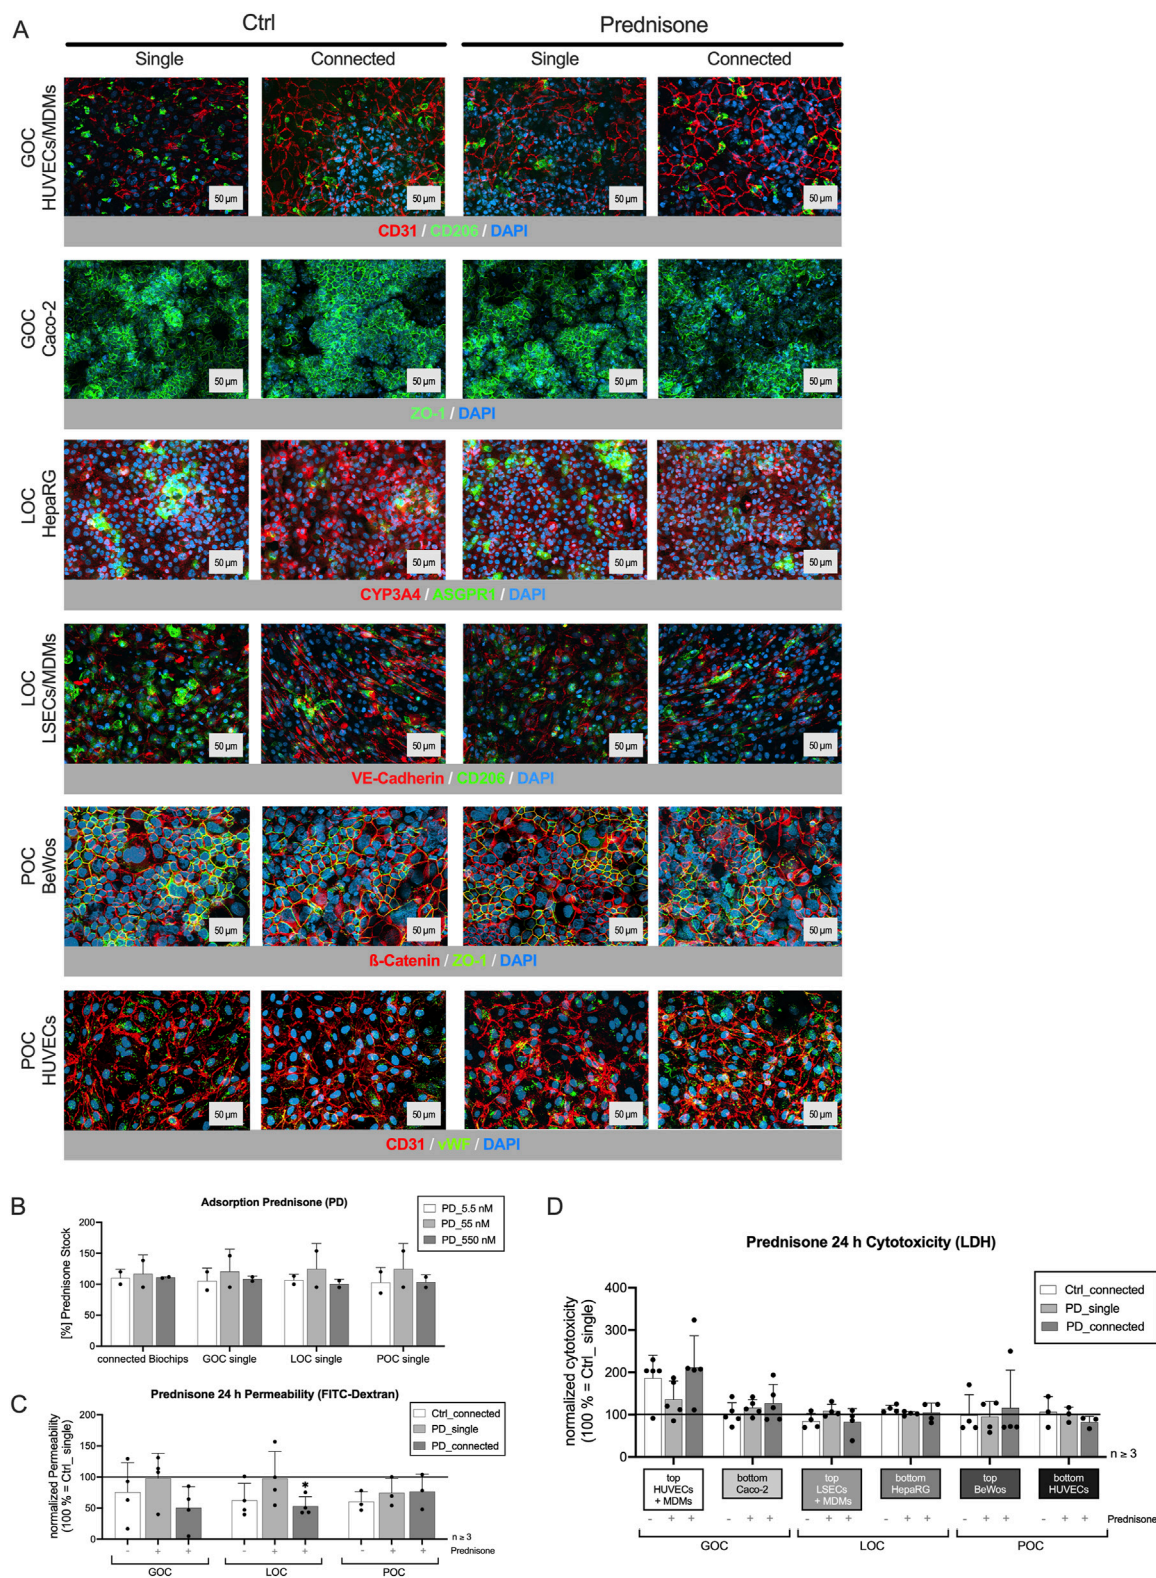 A
Ctrl
Prednisone
Single
Connected
Single
Connected
GOC
HUVECs/MDMs
50 µm
50 µm
50 µm
50 µm
CD31 / CD206 / DAPI
GOC
Caco-2
50 µm
50 µm
50 µm
50 µm
ZO-1 / DAPI
LOC
HepaRG
50 µm
50 µm
50 µm
50 µm
CYP3A4 / ASGPR1 / DAPI
LOC
LSECs/MDMs
50 µm
50 µm
50 µm
50 µm
VE-Cadherin / CD206 / DAPI
POC
BeWos
50 µm
50 µm
50 µm
50 µm
ß-Catenin / ZO-1 / DAPI
POC
HUVECs
50 µm
50 µm
50 µm
50 µm
CD31 / vWF / DAPI
B
Adsorption Prednisone (PD)
PD_5.5 nM
PD_55 nM
PD_550 nM
[%] Prednisone Stock
200
150
100
50
0
connected Biochips
GOC single
LOC single
POC single
C
Prednisone 24 h Permeability (FITC-Dextran)
Ctrl_connected
PD_single
PD_connected
normalized Permeability
(100 % = Ctrl_single)
200
150
100
50
0
*
n ≥ 3
- + + - + + - + + Prednisone
GOC
LOC
POC
D
Prednisone 24 h Cytotoxicity (LDH)
Ctrl_connected
PD_single
PD_connected
normalized cytotoxicity
(100 % = Ctrl_ single)
400
300
200
100
0
n ≥ 3
top
HUVECs
+ MDMs
bottom
Caco-2
top
LSECs
+ MDMs
bottom
HepaRG
top
BeWos
bottom
HUVECs
- + + - + + - + + - + + - + + - + + Prednisone
GOC
LOC
POC